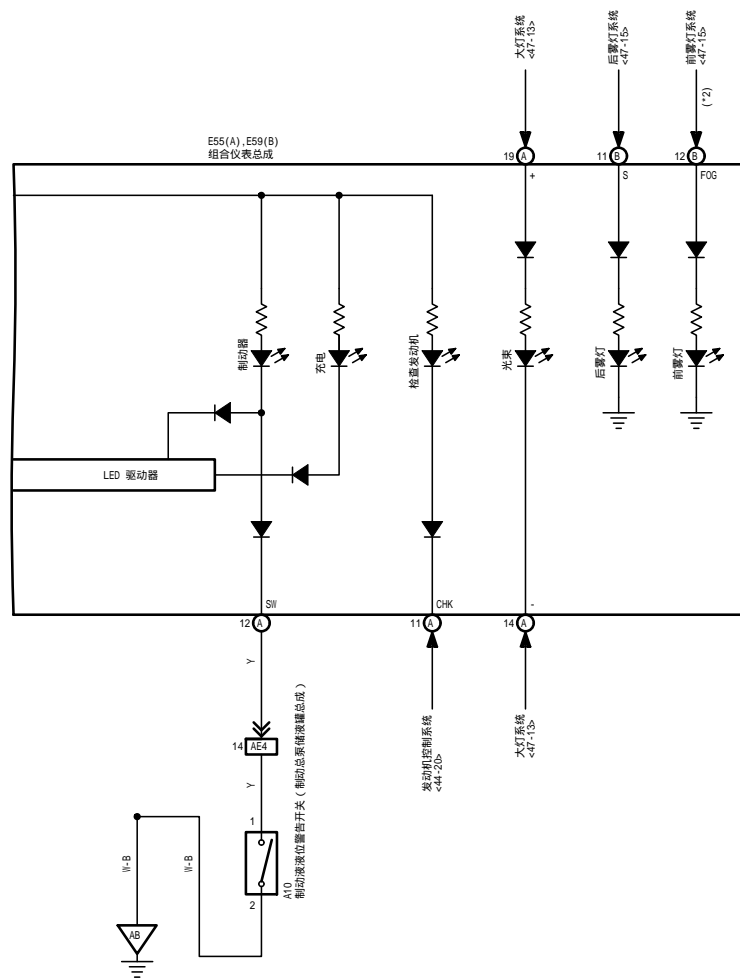 大灯系统
<47-13>
后雾灯系统
<47-15>
前雾灯系统
<47-15>
(*2)
E55(A),E59(B)
组合仪表总成
19 A
11 B
12 B
+
S
FOG
制动器
充电
检查发动机
光束
后雾灯
前雾灯
LED 驱动器
SW
CHK
-
12 A
11 A
14 A
Y
发动机控制系统
<44-20>
大灯系统
<47-13>
14 AE4
Y
1
2
A10
制动液液位警告开关（制动总泵储液罐总成）
W-B
W-B
AB